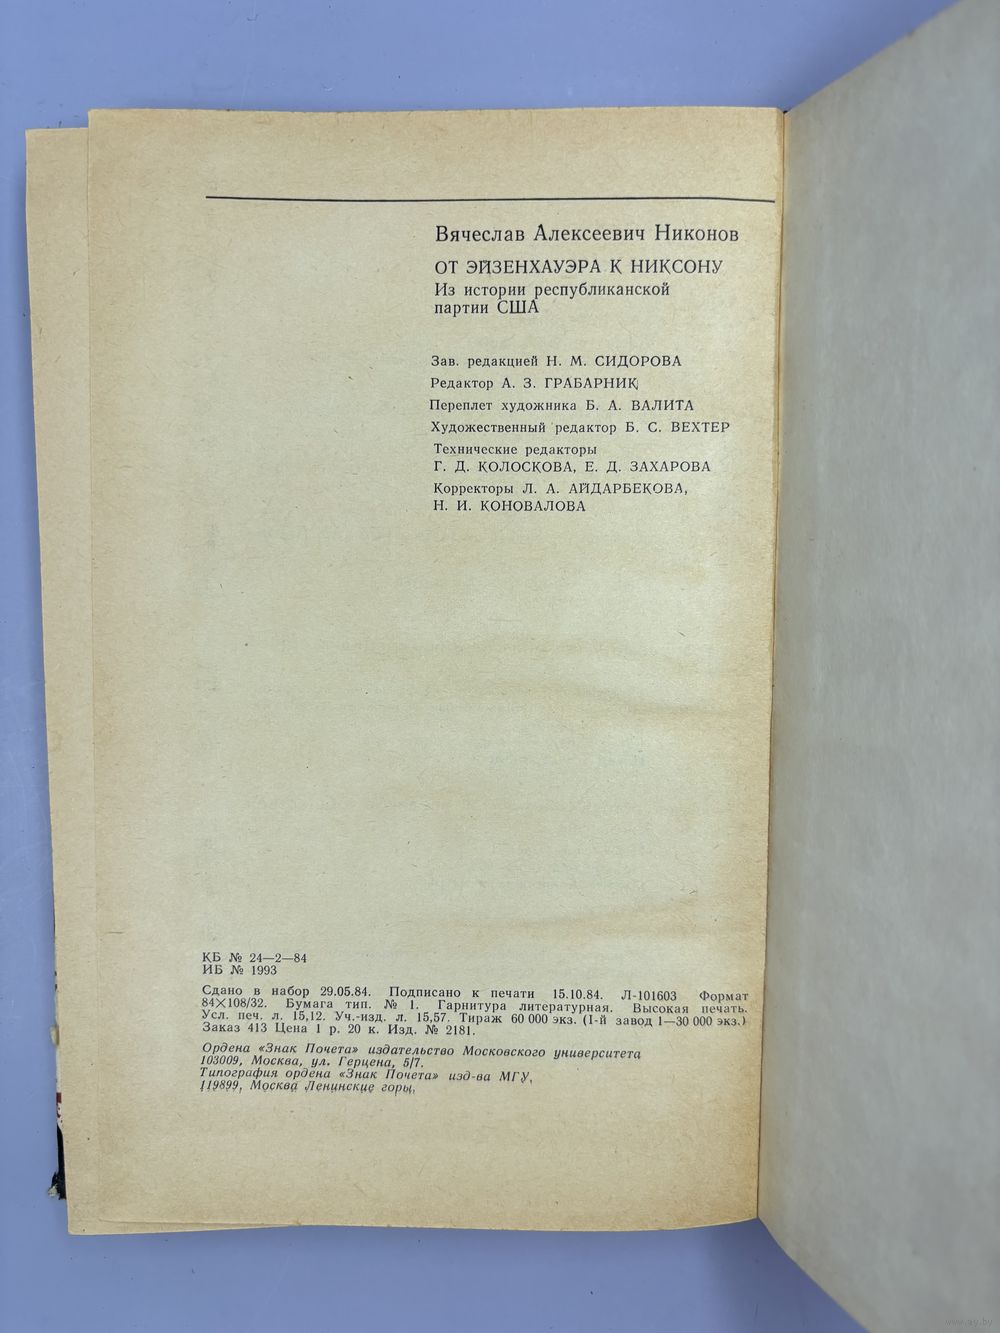 Вячеслав Алексеевич Никонов
ОТ ЭЙЗЕНХАУЭРА К НИКСОНУ
Из истории республиканской
партии США
Зав. редакцией Н. М. СИДОРОВА
Редактор А. З. ГРАБАРНИК
Переплет художника Б. А. ВАЛИТА
Художественный редактор Б. С. ВЕХТЕР
Технические редакторы
Г. Д. КОЛОСКОВА, Е. Д. ЗАХАРОВА
Корректоры Л. А. АЙДАРБЕКОВА,
Н. И. КОНОВАЛОВА
КБ № 24—2—84
ИБ № 1993
Сдано в набор 29.05.84. Подписано к печати 15.10.84. Л-101603 Формат
84×108/32. Бумага тип. № 1. Гарнитура литературная. Высокая печать.
Усл. печ. л. 15,12. Уч.-изд. л. 15,57. Тираж 60 000 экз. (1-й завод 1—30 000 экз.)
Заказ 413 Цена 1 р. 20 к. Изд. № 2181.
Ордена «Знак Почета» издательство Московского университета
103009, Москва, ул. Герцена, 5/7.
Типография ордена «Знак Почета» изд-ва МГУ,
119899, Москва Ленинские горы,
www.ay.by